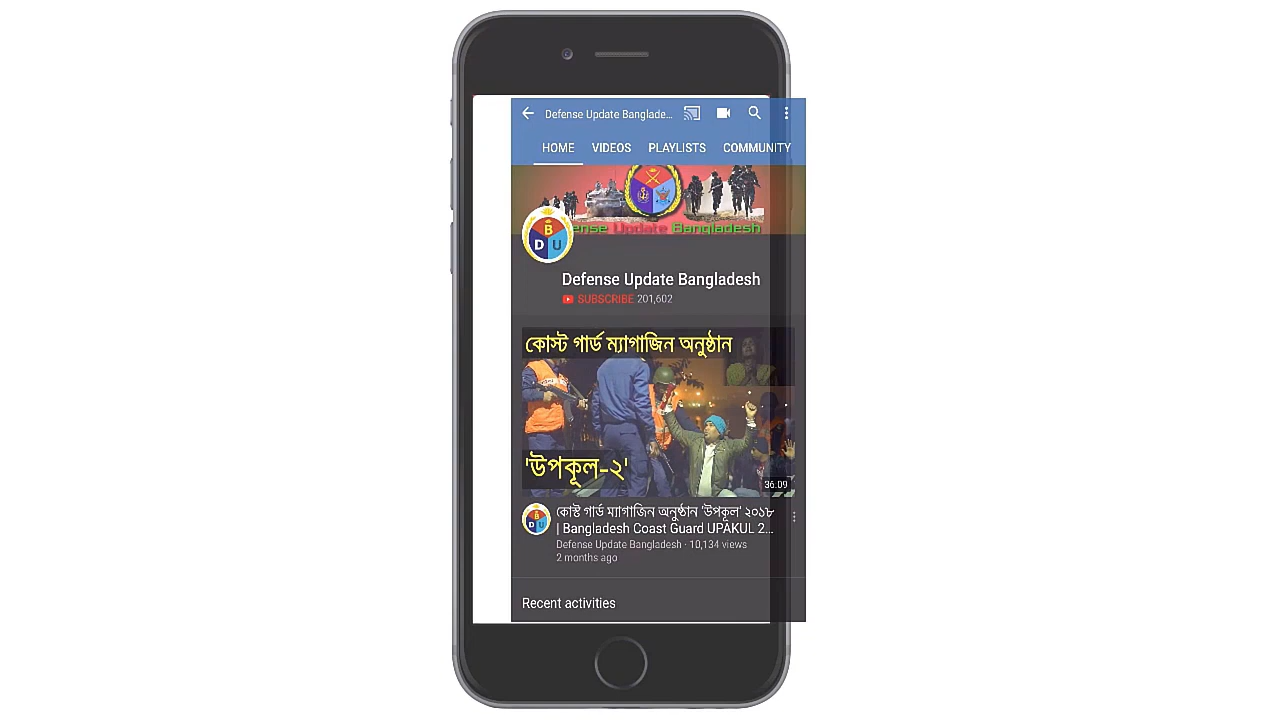 Defense Update Banglade...
HOME VIDEOS PLAYLISTS COMMUNITY
ense Update Bangladesh
B
D U
Defense Update Bangladesh
SUBSCRIBE 201,602
কোস্ট গার্ড ম্যাগাজিন অনুষ্ঠান
'উপকূল-২'
36:09
B
D U
কোস্ট গার্ড ম্যাগাজিন অনুষ্ঠান 'উপকূল' ২০১৮
| Bangladesh Coast Guard UPAKUL 2...
Defense Update Bangladesh · 10,134 views
2 months ago
Recent activities